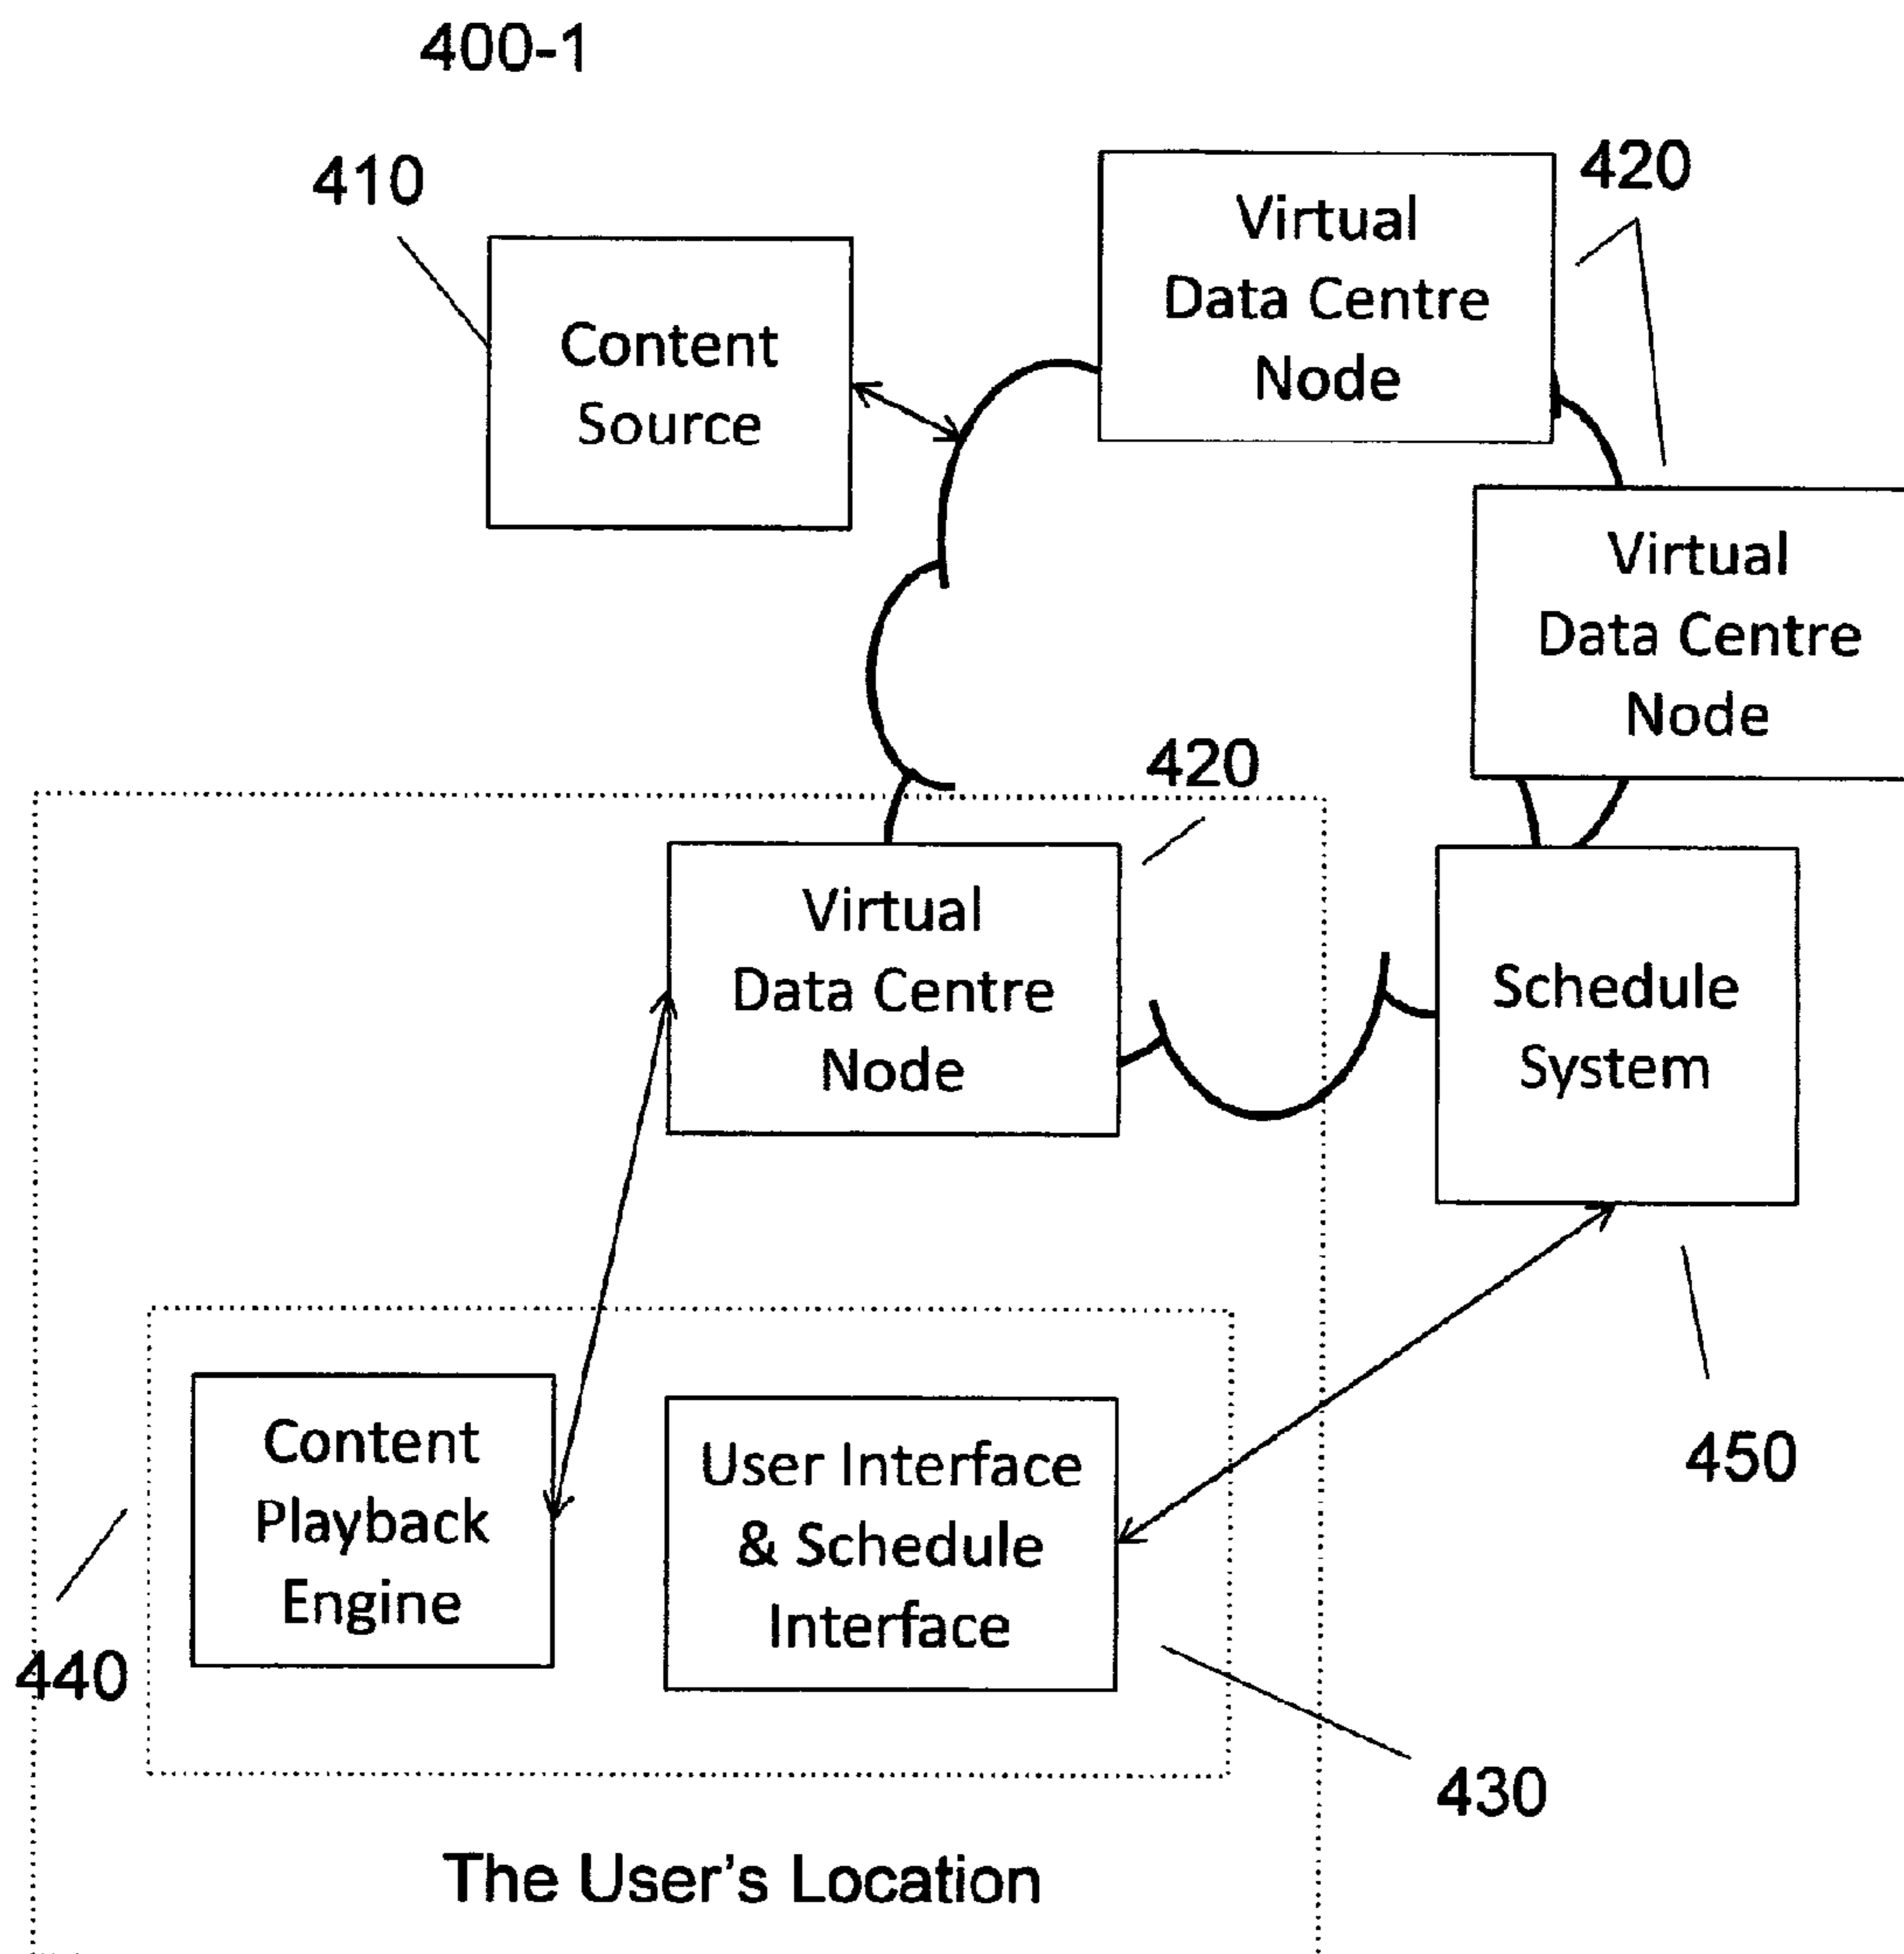 400-1
410
420
Virtual
Data Centre
Node
Content
Source
Virtual
Data Centre
Node
420
Virtual
Data Centre
Node
Schedule
System
Content
Playback
Engine
User Interface
& Schedule
Interface
450
440
430
The User's Location